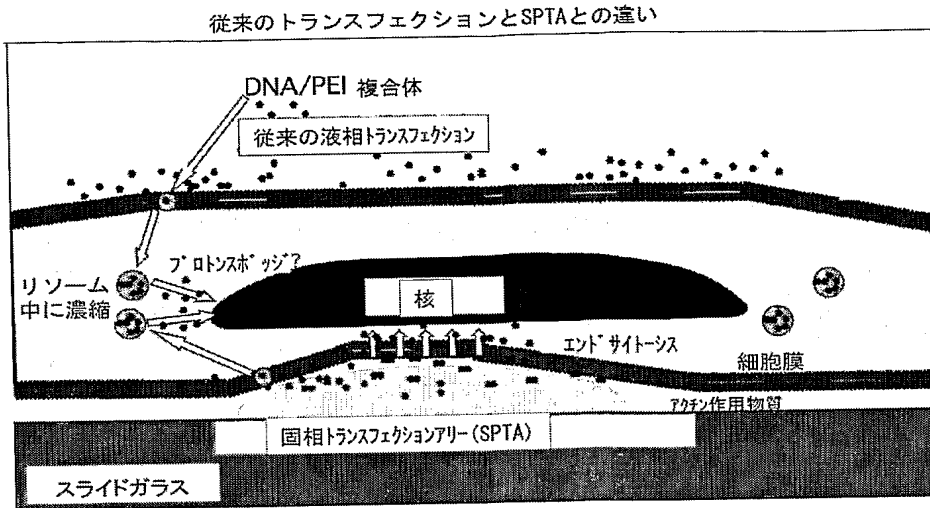 従来のトランスフェクションとSPTAとの違い
DNA/PEI 複合体
従来の液相トランスフェクション
プロトンスポッジ?
リソーム
中に濃縮
核
エンドサイトーシス
細胞膜
アクチン作用物質
固相トランスフェクションアリー(SPTA)
スライドガラス